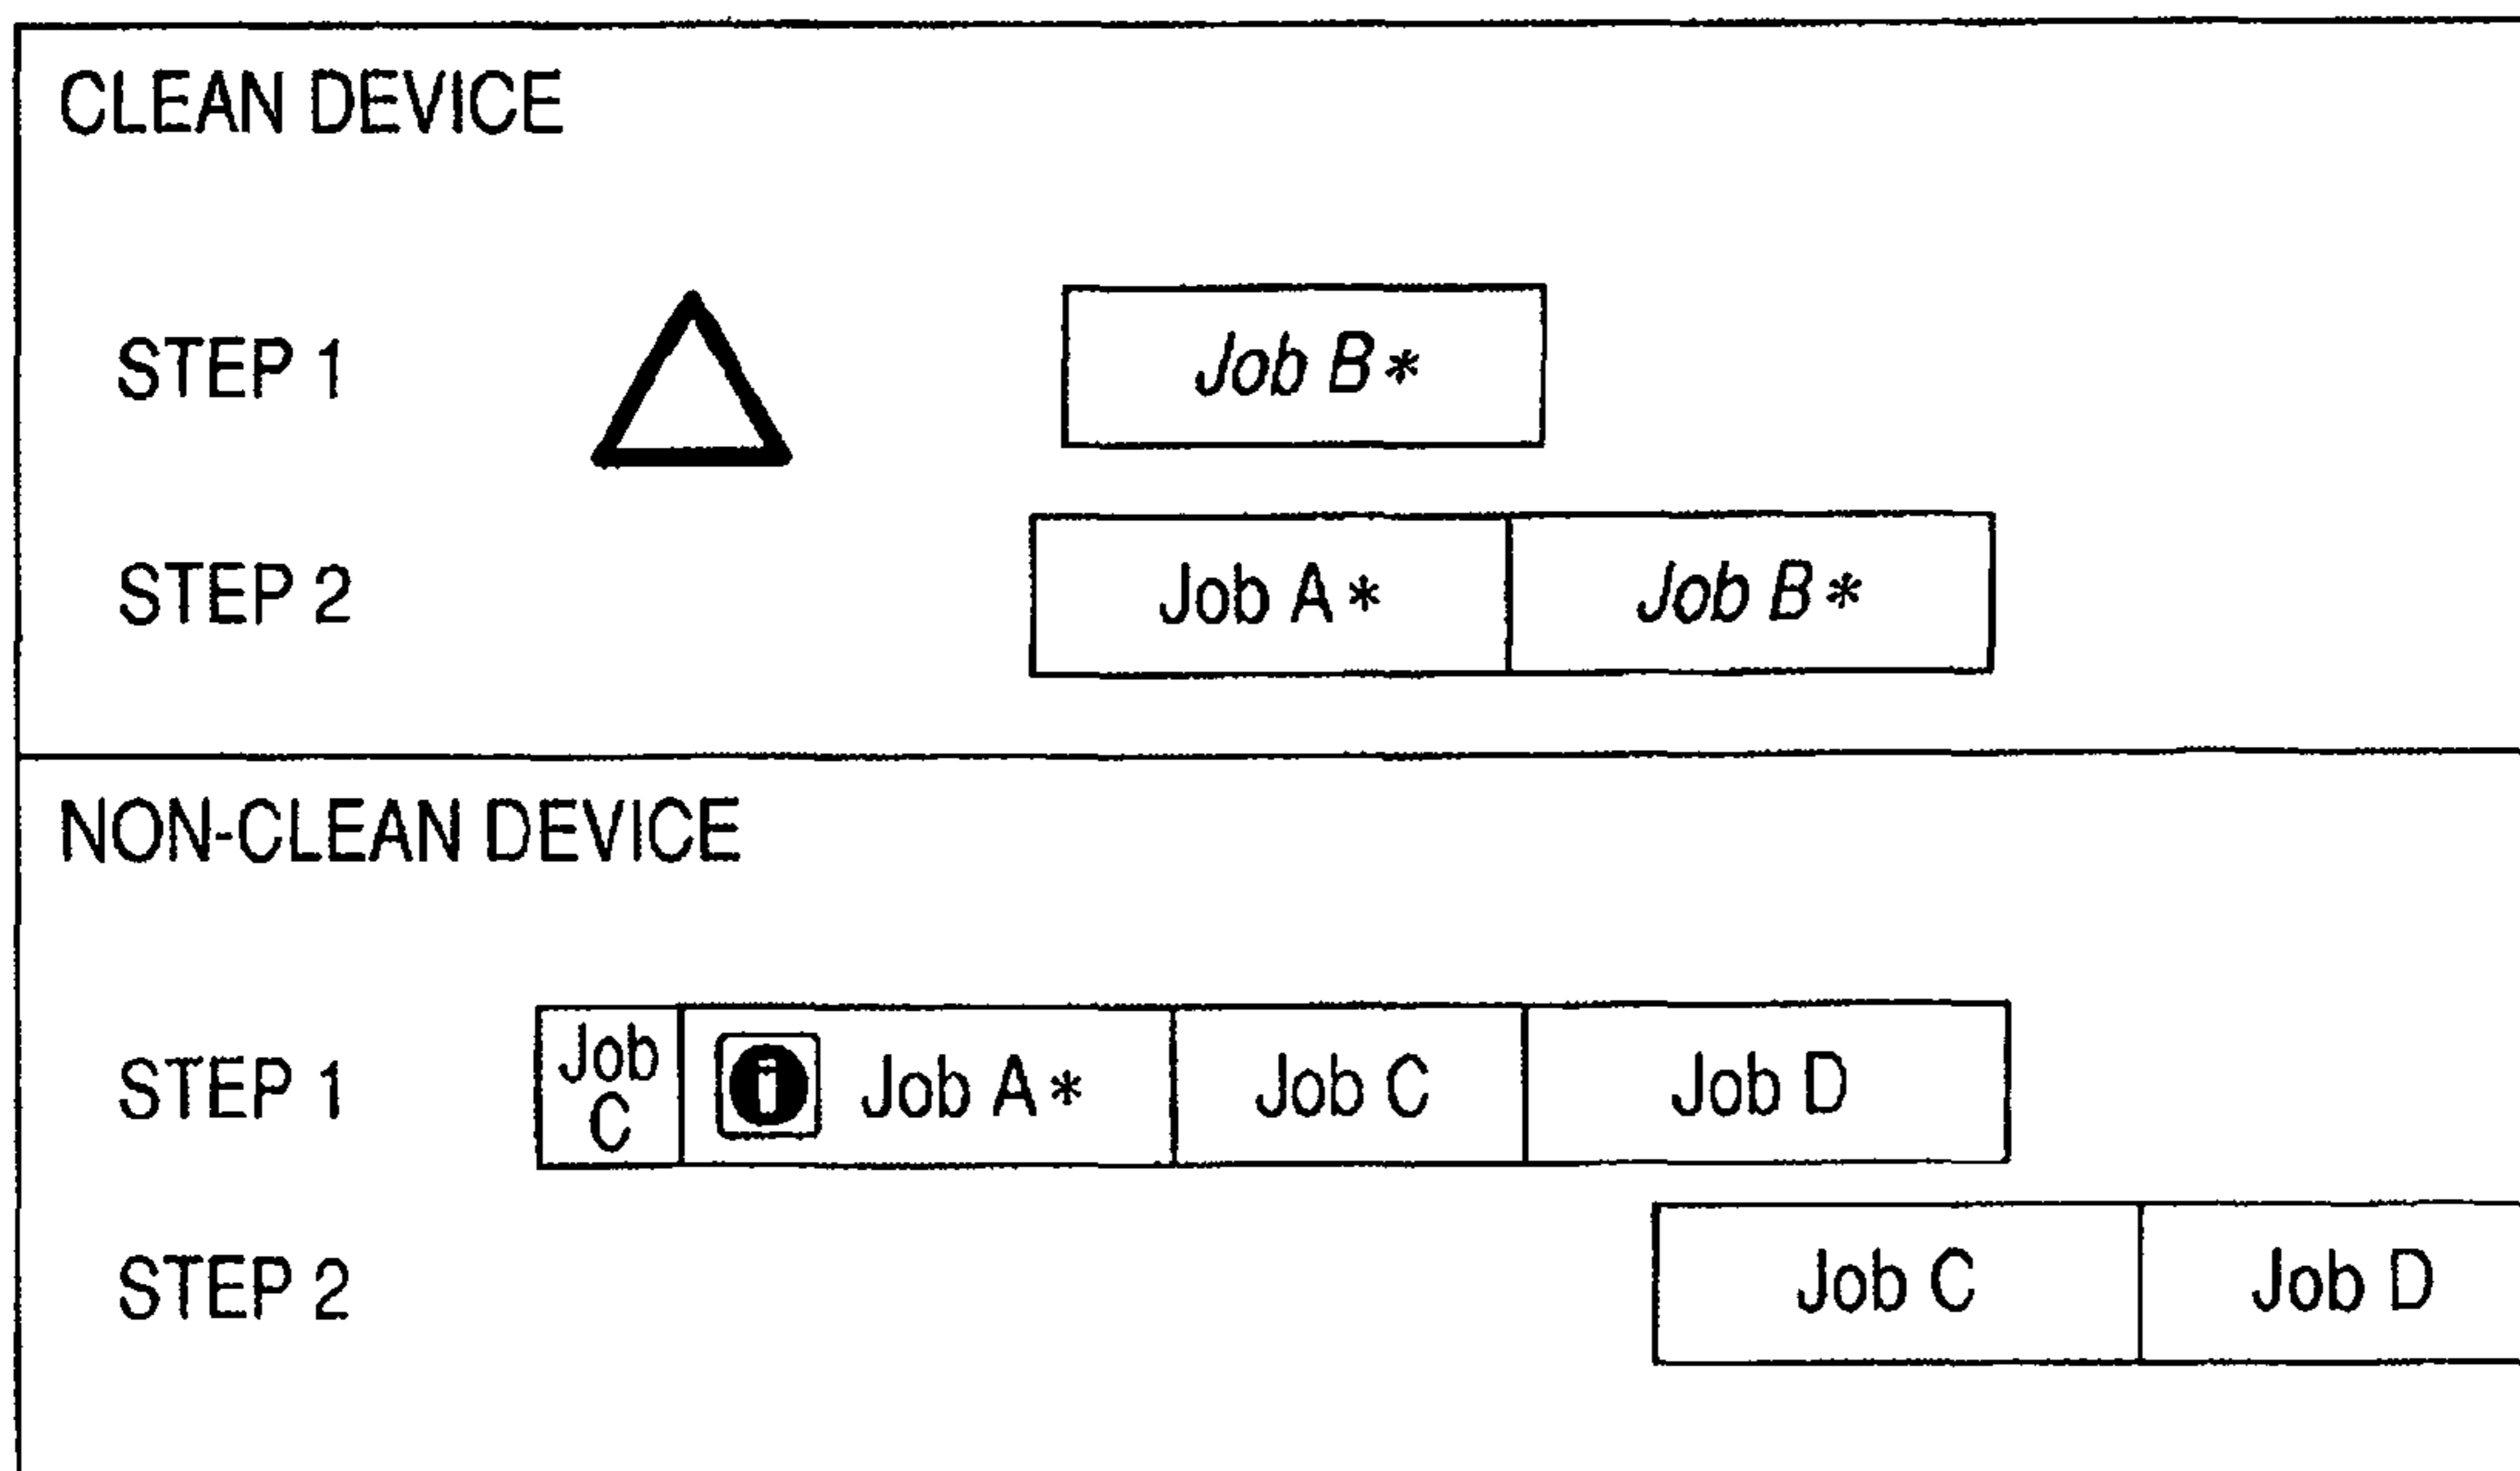 CLEAN DEVICE
STEP 1 Job B*
STEP 2 Job A* Job B*
NON-CLEAN DEVICE
STEP 1 Job C i Job A* Job C Job D
STEP 2 Job C Job D